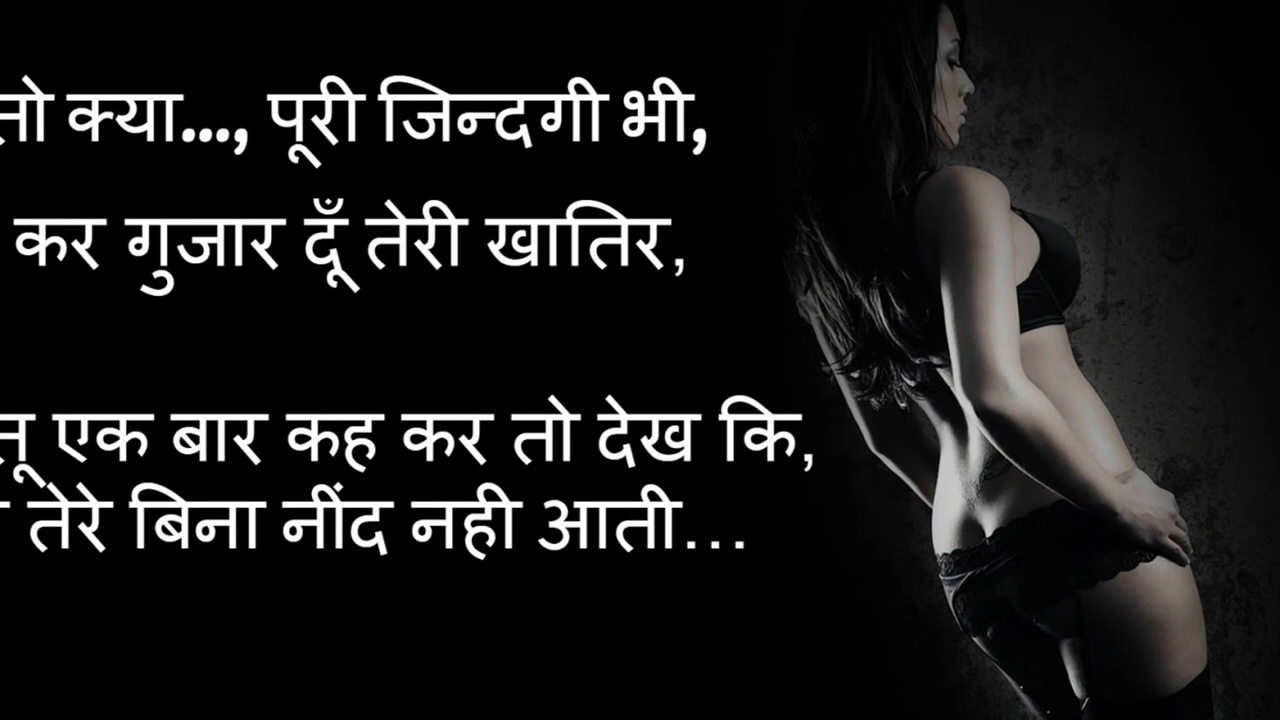 तो क्या..., पूरी जिन्दगी भी,
कर गुजार दूँ तेरी खातिर,
तू एक बार कह कर तो देख कि,
तेरे बिना नींद नही आती...